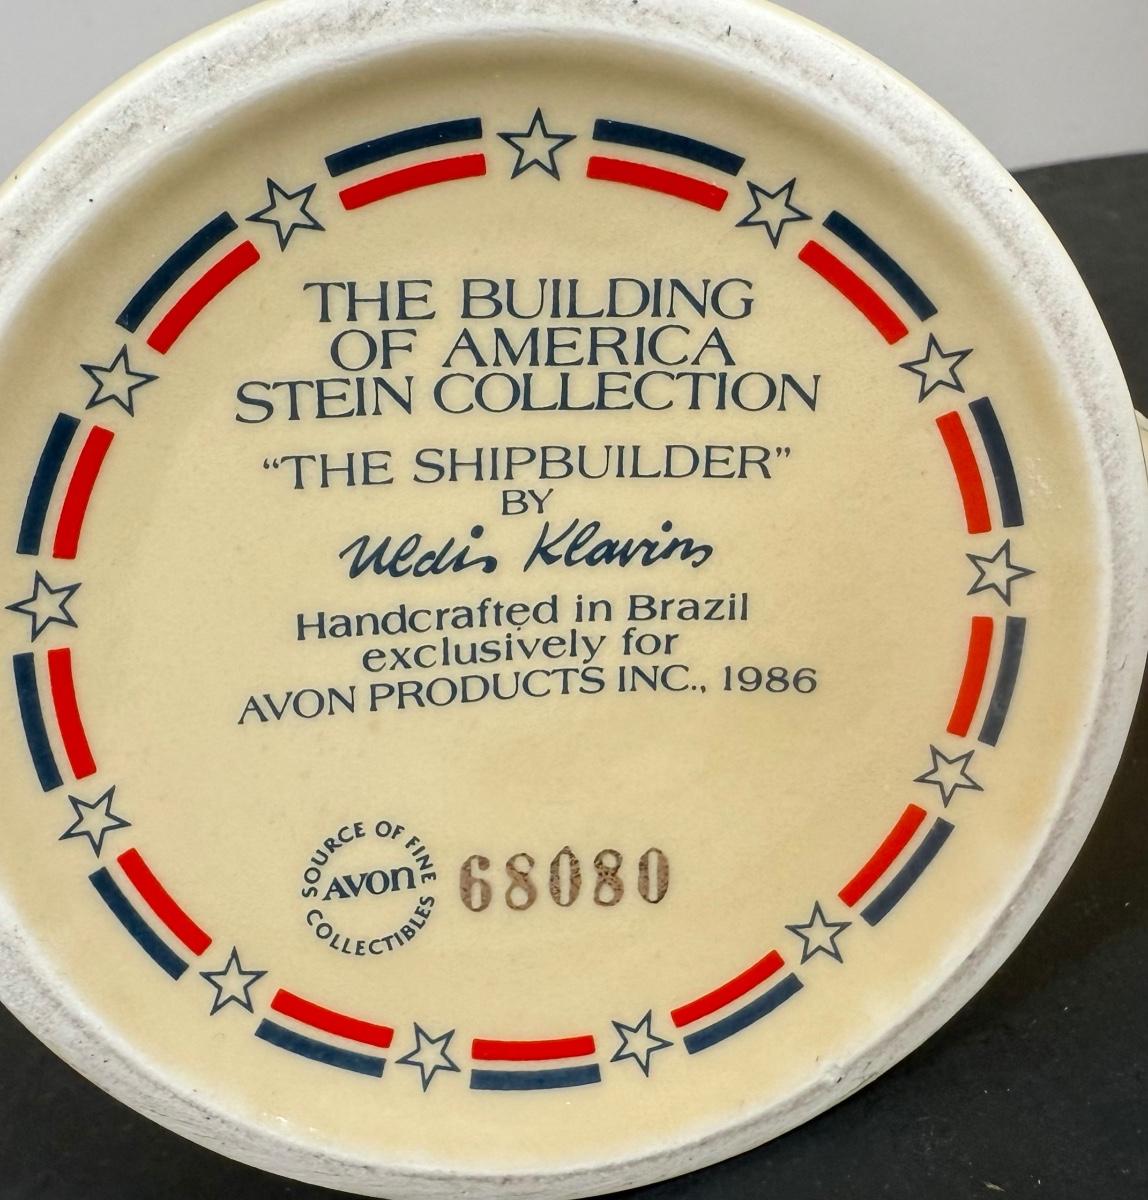 THE BUILDING
OF AMERICA
STEIN COLLECTION
“THE SHIPBUILDER”
BY
Uldis Klavins
Handcrafted in Brazil
exclusively for
AVON PRODUCTS INC., 1986
SOURCE OF FINE
AVON
COLLECTIBLES
68080